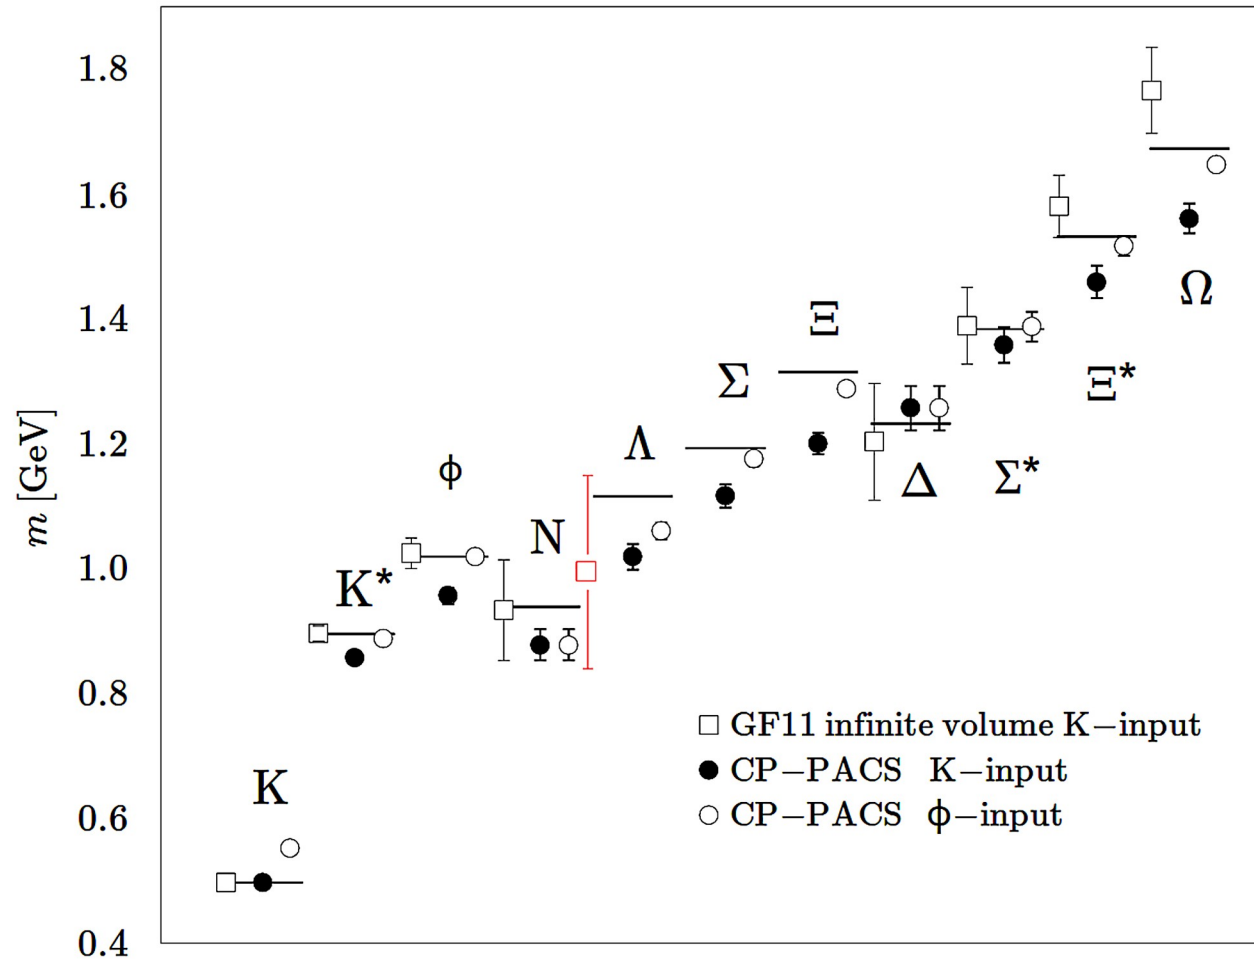 1.8
1.6
1.4
1.2
1.0
0.8
0.6
0.4
m [GeV]
K
K*
ϕ
N
Λ
Σ
Ξ
Δ
Σ*
Ξ*
Ω
GF11 infinite volume K−input
CP−PACS K−input
CP−PACS ϕ−input